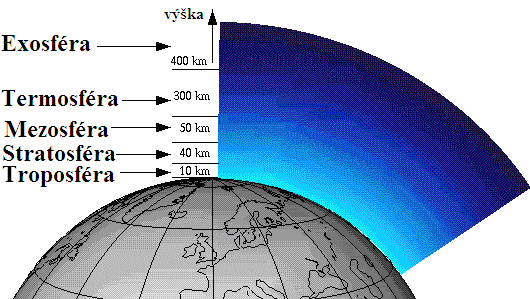 výška
Exosféra
400 km
Termosféra 300 km
Mezosféra 50 km
Stratosféra 40 km
Troposféra 10 km